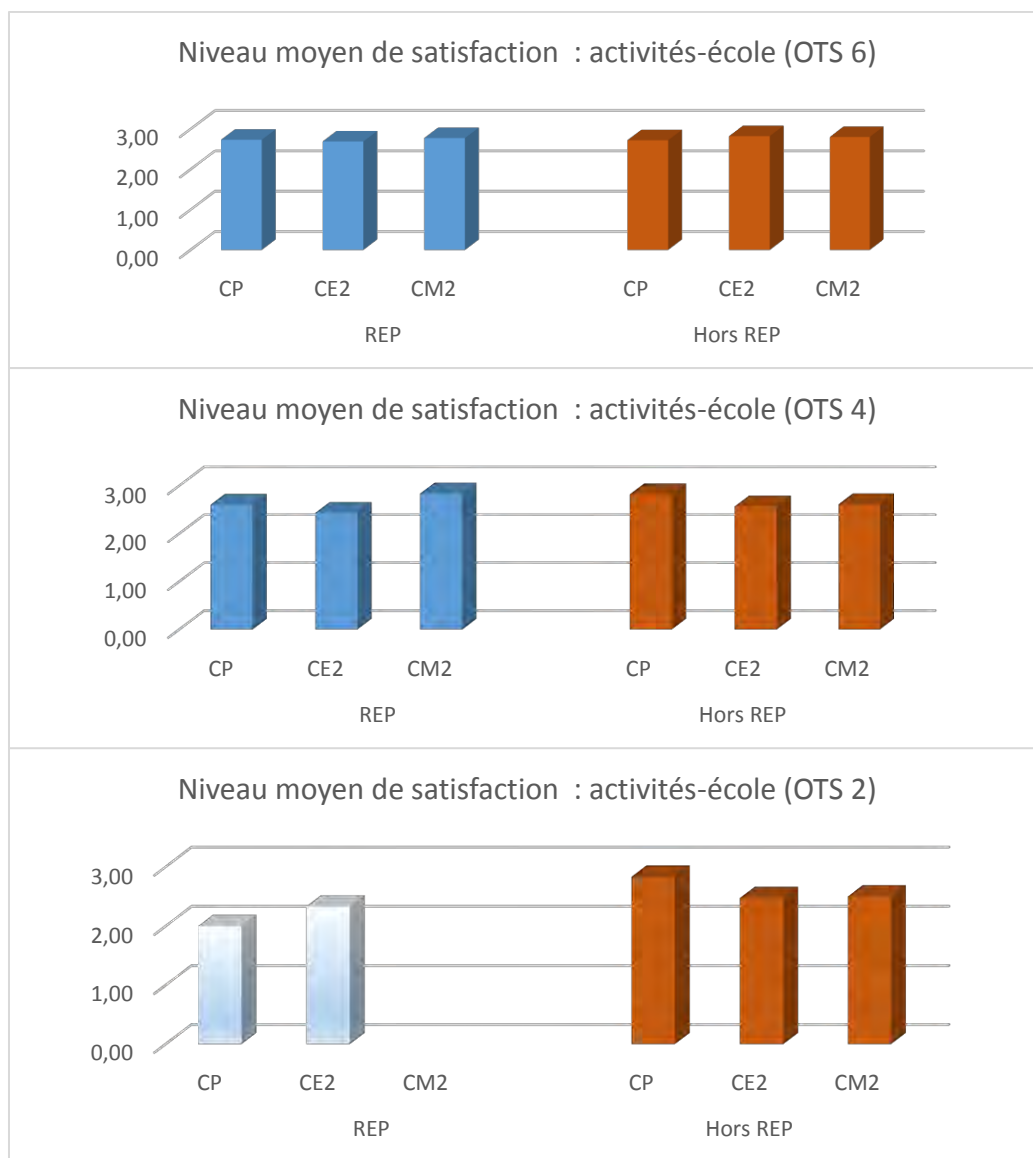 Niveau moyen de satisfaction : activités-école (OTS 6)
3,00
2,00
1,00
0,00
CP CE2 CM2 CP CE2 CM2
REP Hors REP
Niveau moyen de satisfaction : activités-école (OTS 4)
3,00
2,00
1,00
0,00
CP CE2 CM2 CP CE2 CM2
REP Hors REP
Niveau moyen de satisfaction : activités-école (OTS 2)
3,00
2,00
1,00
0,00
CP CE2 CM2 CP CE2 CM2
REP Hors REP